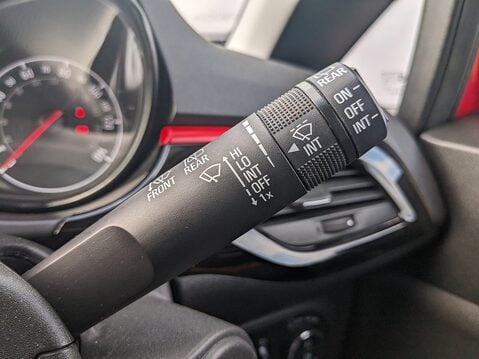 FRONT
REAR
HI
LO
INT
OFF
1x
INT
REAR
ON
OFF
INT